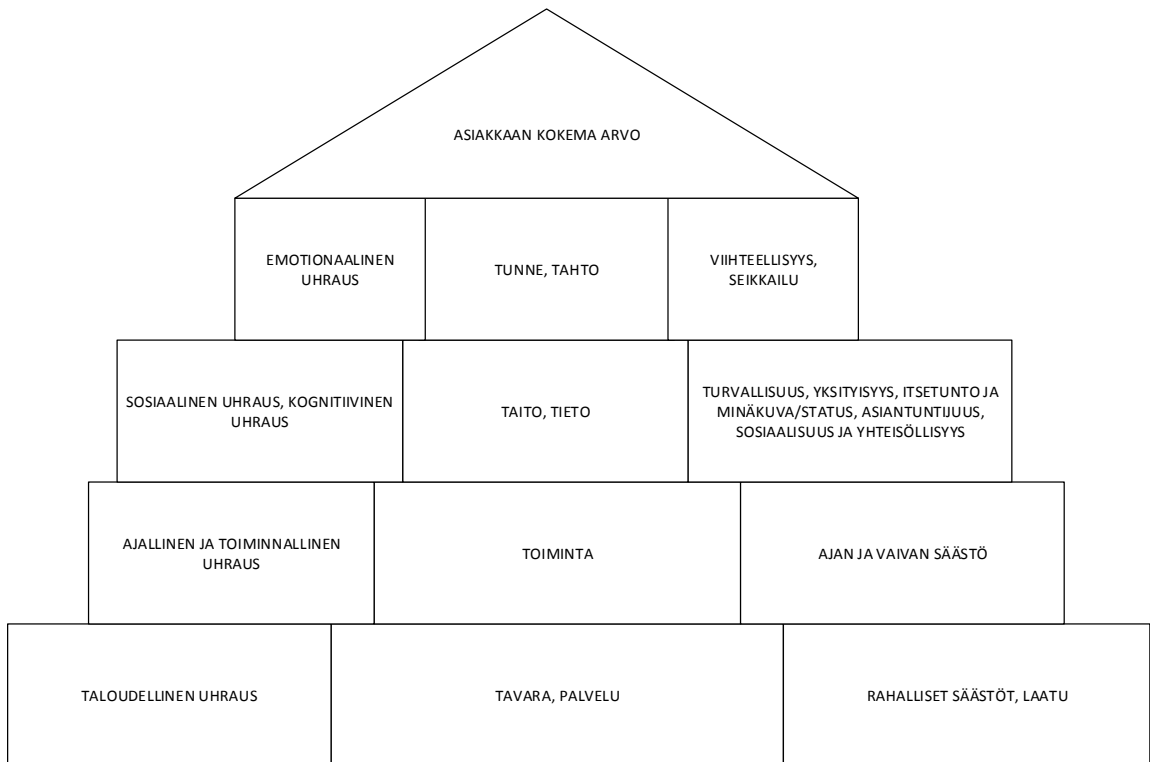 ASIAKKAAN KOKEMA ARVO
EMOTIONAALINEN
UHRAUS
TUNNE, TAHTO
VIIHTEELLISYYS,
SEIKKAILU
SOSIAALINEN UHRAUS, KOGNITIIVINEN
UHRAUS
TAITO, TIETO
TURVALLISUUS, YKSITYISYYS, ITSETUNTO JA
MINÄKUVA/STATUS, ASIANTUNTIJUUS,
SOSIAALISUUS JA YHTEISÖLLISYYS
AJALLINEN JA TOIMINNALLINEN
UHRAUS
TOIMINTA
AJAN JA VAIVAN SÄÄSTÖ
TALOUDELLINEN UHRAUS
TAVARA, PALVELU
RAHALLISET SÄÄSTÖT, LAATU